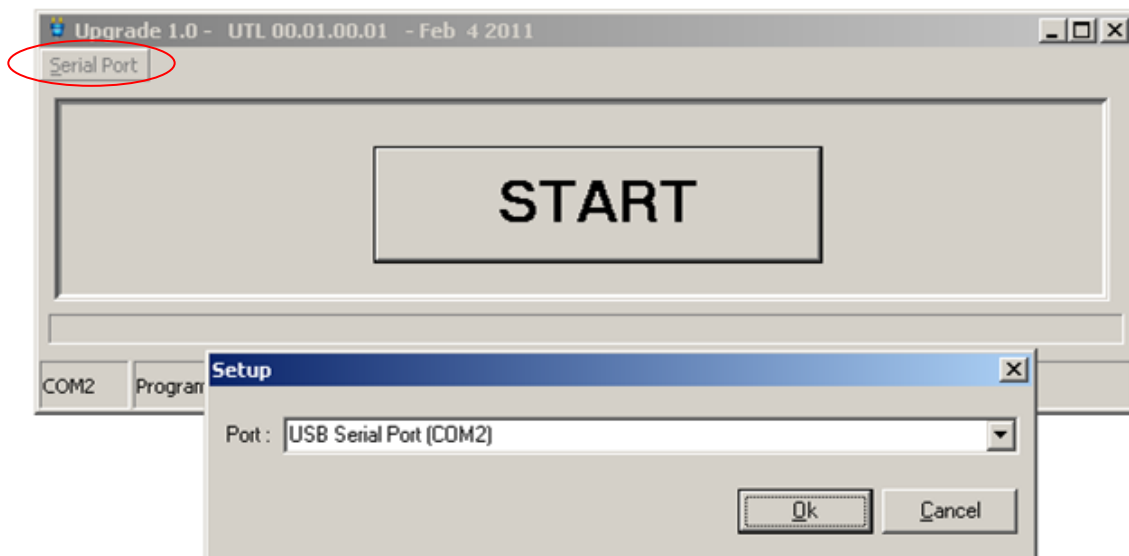 Upgrade 1.0 - UTL 00.01.00.01 - Feb 4 2011
Serial Port
START
COM2
Setup
Port : USB Serial Port (COM2)
Ok Cancel